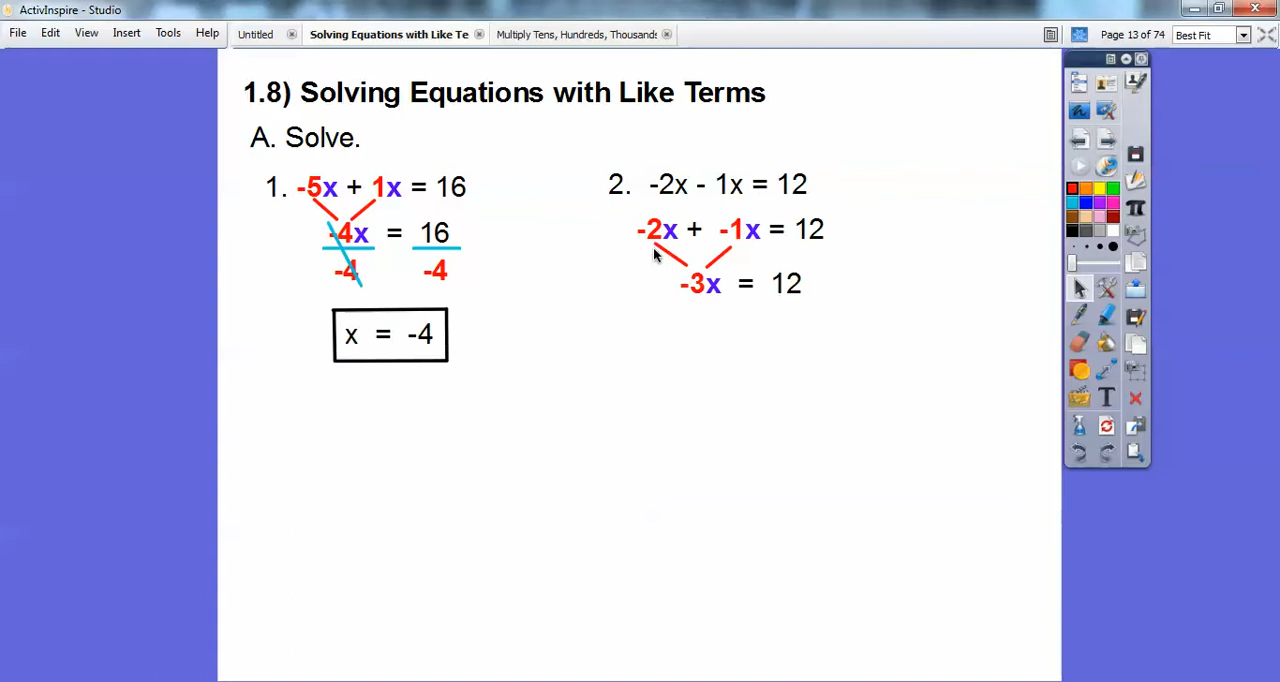 ActivInspire - Studio
File Edit View Insert Tools Help
Untitled
Solving Equations with Like Te
Multiply Tens, Hundreds, Thousands
Page 13 of 74
Best Fit
1.8) Solving Equations with Like Terms
A. Solve.
1. -5x + 1x = 16
-4x = 16
-4 -4
x = -4
2. -2x - 1x = 12
-2x + -1x = 12
-3x = 12